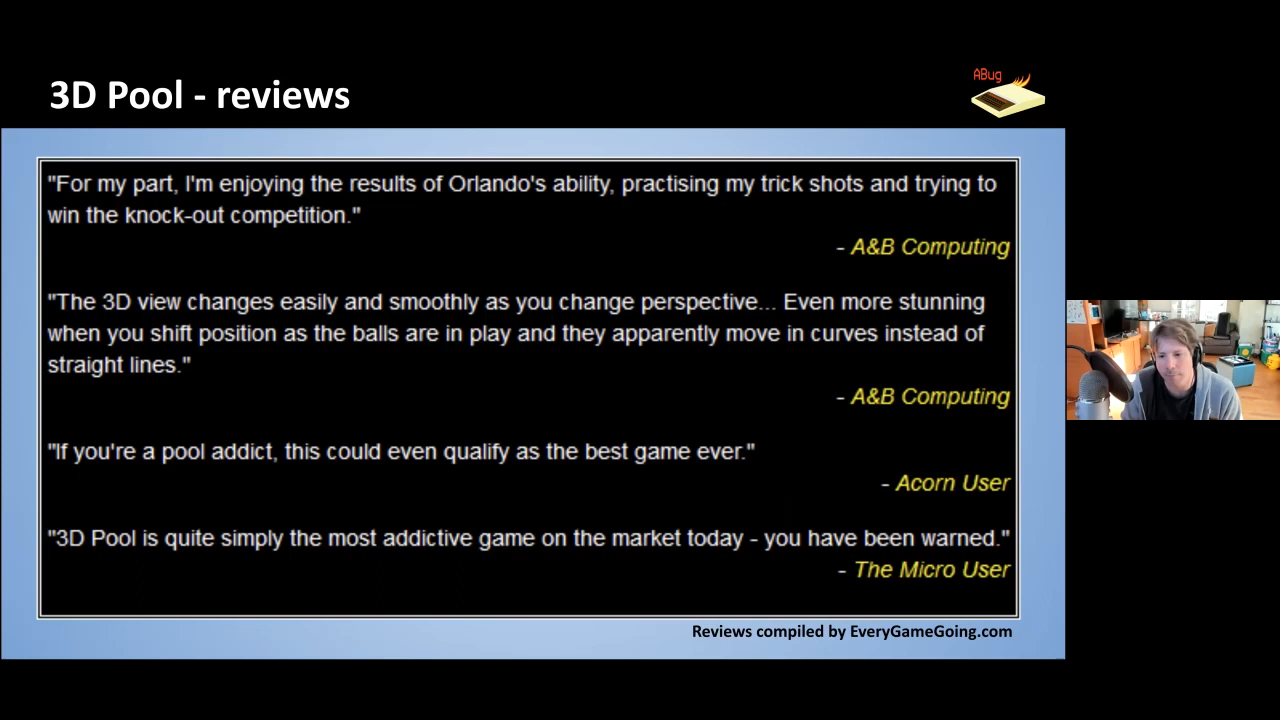 3D Pool - reviews
ABug
"For my part, I'm enjoying the results of Orlando's ability, practising my trick shots and trying to
win the knock-out competition."
- A&B Computing
"The 3D view changes easily and smoothly as you change perspective... Even more stunning
when you shift position as the balls are in play and they apparently move in curves instead of
straight lines."
- A&B Computing
"If you're a pool addict, this could even qualify as the best game ever."
- Acorn User
"3D Pool is quite simply the most addictive game on the market today - you have been warned."
- The Micro User
Reviews compiled by EveryGameGoing.com